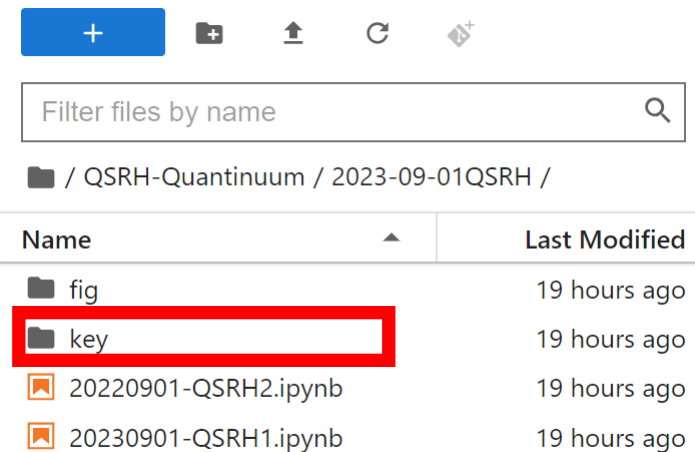 Filter files by name
/ QSRH-Quantinuum / 2023-09-01QSRH /
Name Last Modified
fig 19 hours ago
key 19 hours ago
20220901-QSRH2.ipynb 19 hours ago
20230901-QSRH1.ipynb 19 hours ago